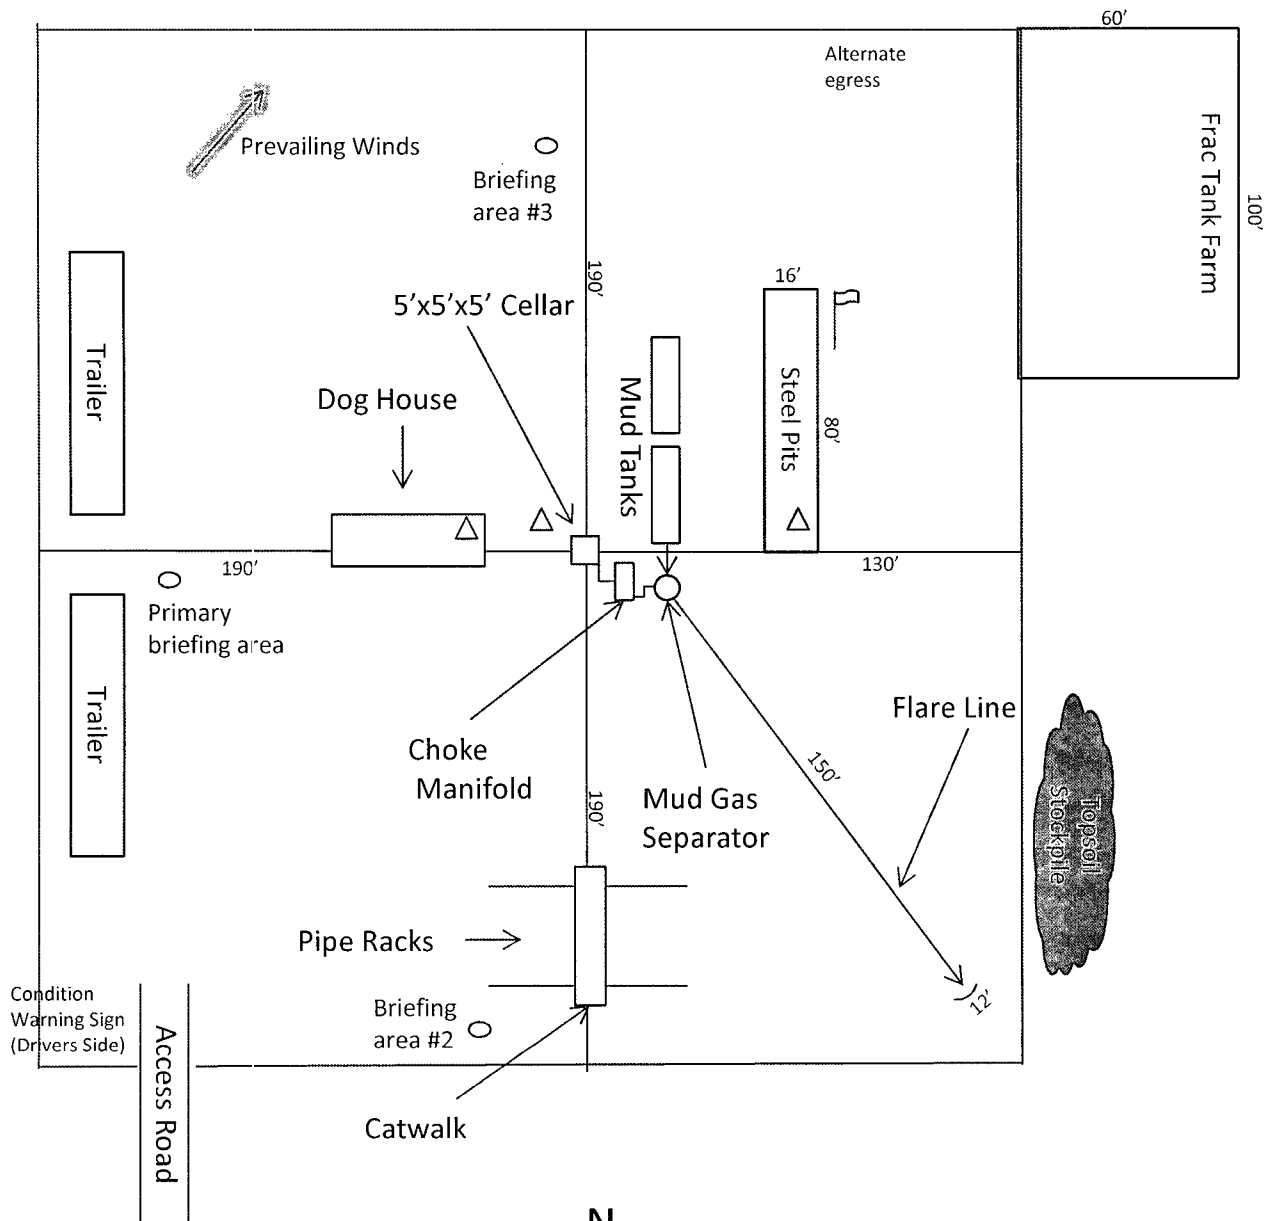 60’
Alternate
egress
Frac Tank Farm
100’
Prevailing Winds
Briefing
area #3
190’
16’
5’x5’x5’ Cellar
Trailer
Mud Tanks
Steel Pits
80’
Dog House
190’
130’
Primary
briefing area
Trailer
Flare Line
Choke
Manifold
150’
190’
Mud Gas
Separator
Topsoil
Stockpile
Pipe Racks
Condition
Warning Sign
(Drivers Side)
Briefing
area #2
12’
Access Road
Catwalk
N